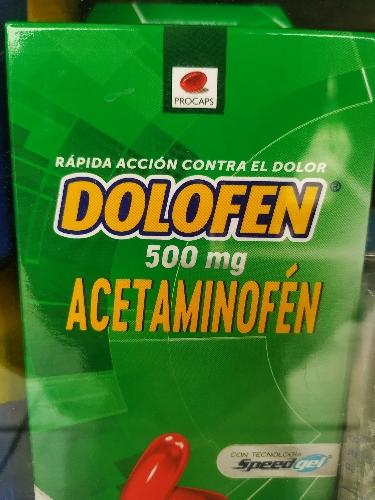 PROCAPS
RÁPIDA ACCIÓN CONTRA EL DOLOR
DOLOFEN®
500 mg
ACETAMINOFÉN
CON TECNOLOGÍA
Speedgel